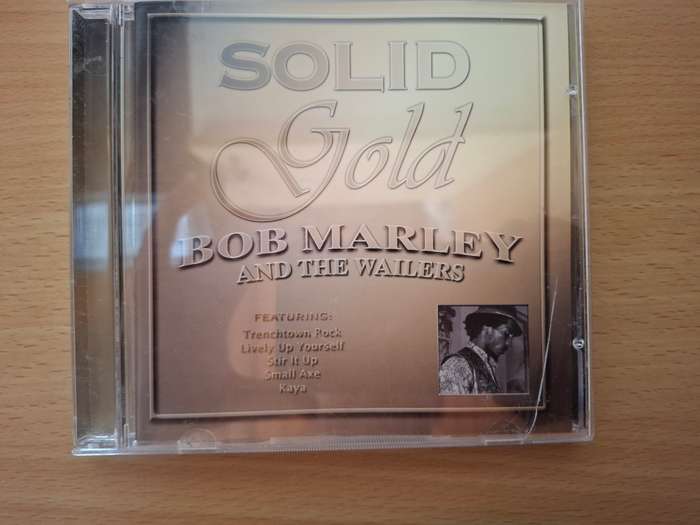 SOLID
Gold
BOB MARLEY
AND THE WAILERS
FEATURING:
Trenchtown Rock
Lively Up Yourself
Stir It Up
Small Axe
Kaya